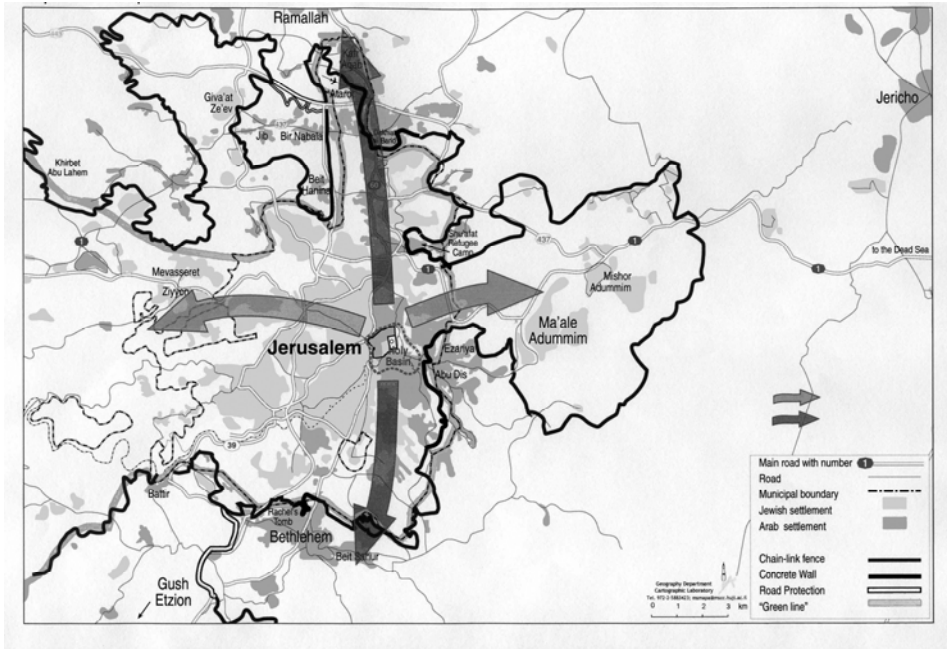 Ramallah
Giva'at
Ze'ev
Jib
Bir Nabala
Beit
Hanina
Khirbet
Abu Lahem
Jericho
437
Shu'afat
Refugee
Camp
437
1
1
1
1
to the Dead Sea
Mevasseret
Ziyyon
Mishor
Adummim
Ma'ale
Adummim
Jerusalem
Holy
Basin
Ezariya
Abu Dis
39
Battir
Rachel's
Tomb
Bethlehem
Beit Sahur
Gush
Etzion
Main road with number 1
Road
Municipal boundary
Jewish settlement
Arab settlement
Chain-link fence
Concrete Wall
Road Protection
"Green line"
Geography Department
Cartographic Laboratory
0 1 2 3 km